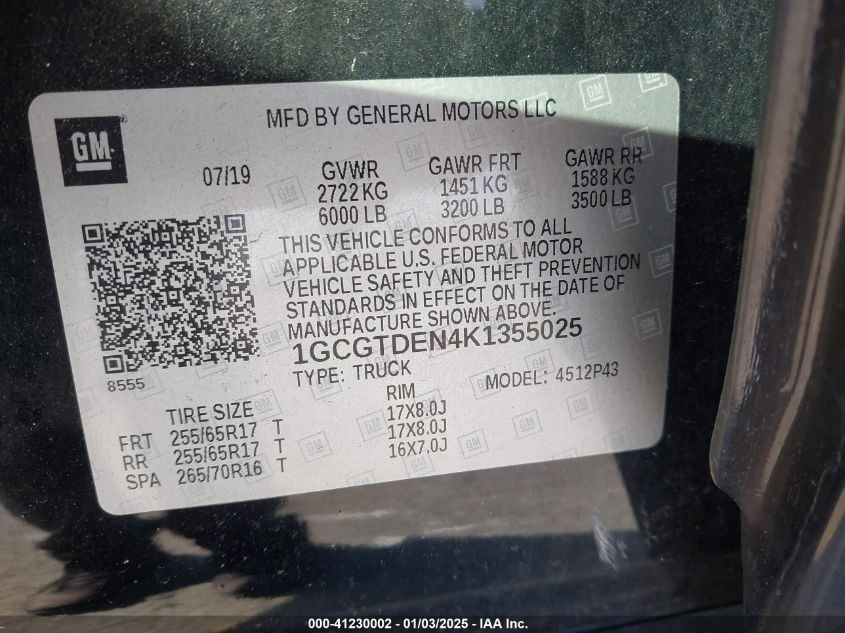 MFD BY GENERAL MOTORS LLC
GM
07/19 GVWR GAWR FRT GAWR RR
2722 KG 1451 KG 1588 KG
6000 LB 3200 LB 3500 LB
THIS VEHICLE CONFORMS TO ALL
APPLICABLE U.S. FEDERAL MOTOR
VEHICLE SAFETY AND THEFT PREVENTION
STANDARDS IN EFFECT ON THE DATE OF
MANUFACTURE SHOWN ABOVE.
1GCGTDEN4K1355025
8555
TYPE: TRUCK MODEL: 4512P43
TIRE SIZE RIM
FRT 255/65R17 T 17X8.0J
RR 255/65R17 T 17X8.0J
SPA 265/70R16 T 16X7.0J
000-41230002 - 01/03/2025 - © IAA Inc.